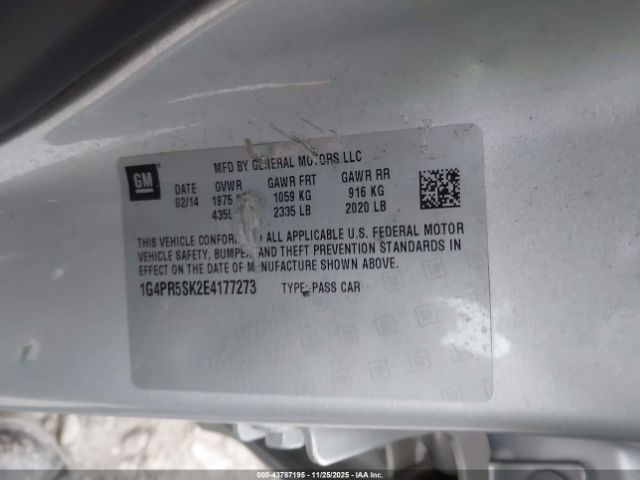 MFD BY GENERAL MOTORS LLC
GM
DATE GVWR GAWR FRT GAWR RR
02/14 1975 1059 KG 916 KG
2335 LB 2020 LB
THIS VEHICLE TO ALL APPLICABLE U.S. FEDERAL MOTOR
VEHICLE SAFETY, AND THEFT PREVENTION STANDARDS IN
EFFECT ON THE DATE OF MANUFACTURE SHOWN ABOVE.
1G4PR5SK2E4177273 TYPE: PASS CAR
000-43787195 - 11/25/2025 - IAA Inc.